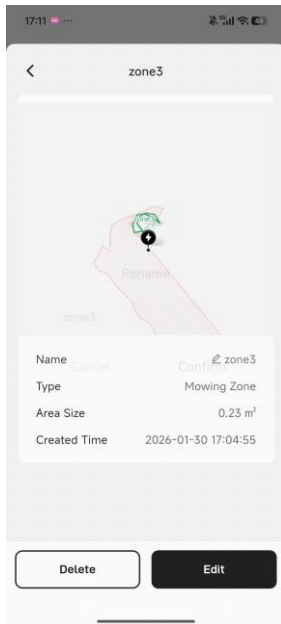 17:11
zone3
zone3
Rename
zone3
Name zone3
Cancel Confirm
Type Mowing Zone
Area Size 0.23 m²
Created Time 2026-01-30 17:04:55
Delete Edit